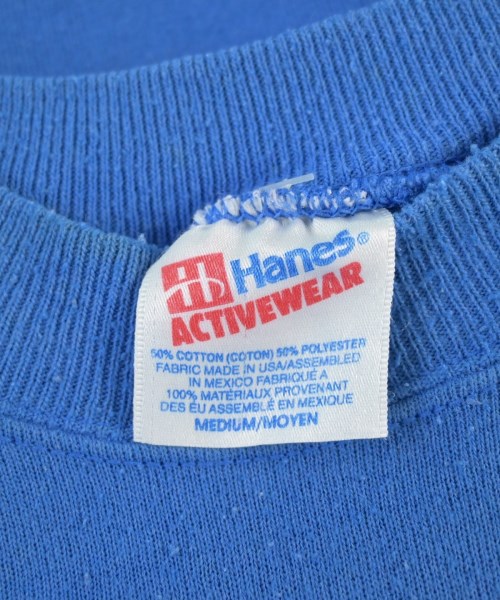 Hanes®
ACTIVEWEAR
50% COTTON (COTON) 50% POLYESTER
FABRIC MADE IN USA/ASSEMBLED
IN MEXICO FABRIQUÉ A
100% MATÉRIAUX PROVENANT
DES ÉU ASSEMBLÉ EN MEXIQUE
MEDIUM/MOYEN